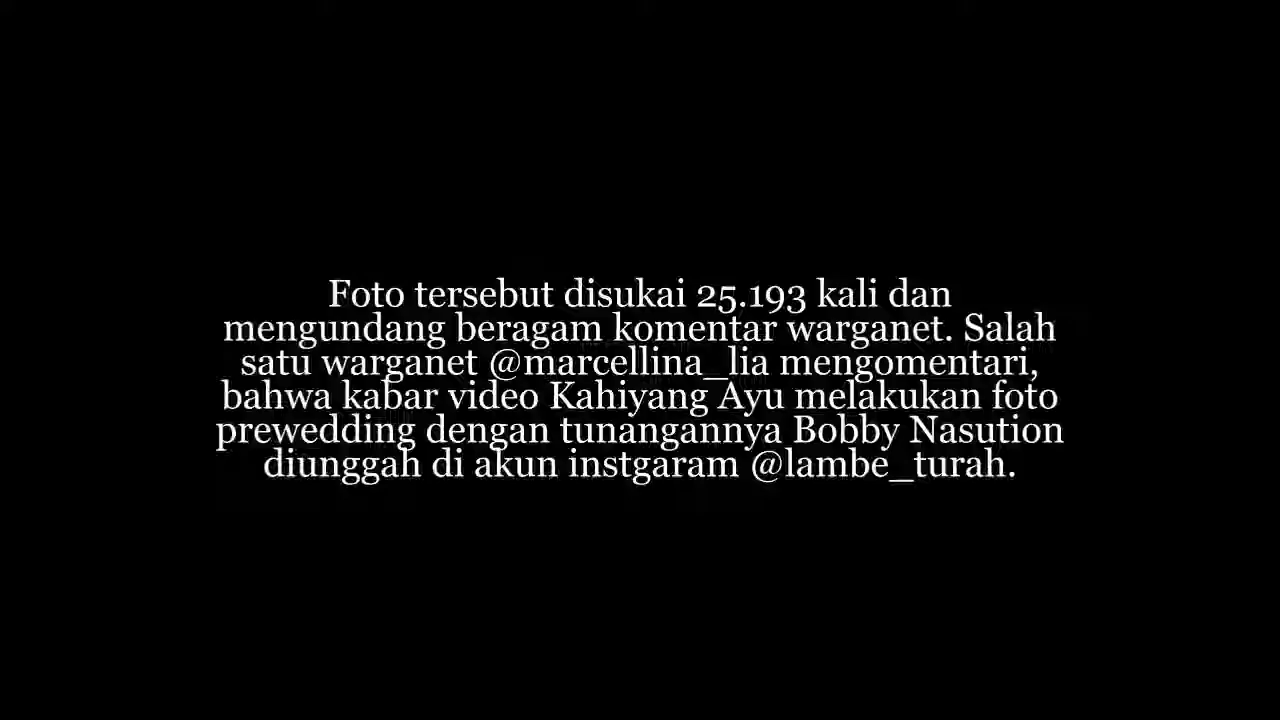 Foto tersebut disukai 25.193 kali dan
mengundang beragam komentar warganet. Salah
satu warganet @marcellina_lia mengomentari,
bahwa kabar video Kahiyang Ayu melakukan foto
prewedding dengan tunangannya Bobby Nasution
diunggah di akun instgaram @lambe_turah.